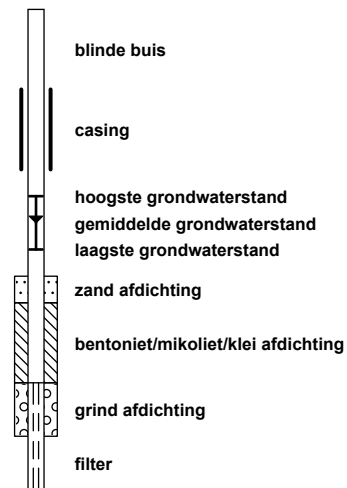 blinde buis
casing
hoogste grondwaterstand
gemiddelde grondwaterstand
laagste grondwaterstand
zand afdichting
bentoniet/mikoliet/klei afdichting
grind afdichting
filter